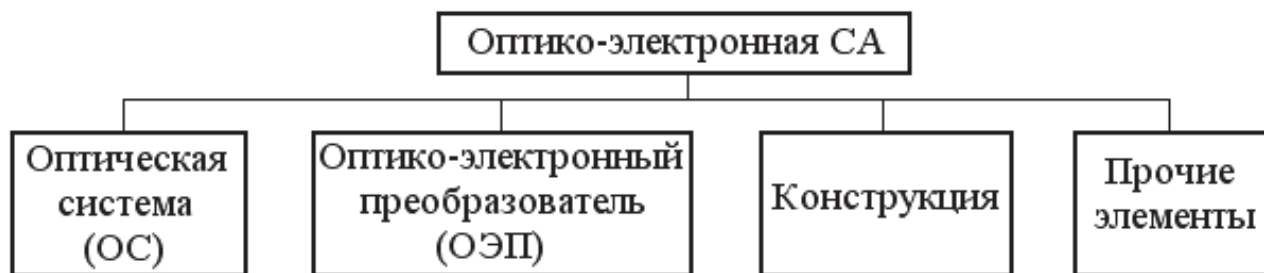 Оптико-электронная СА
Оптическая
система
(ОС)
Оптико-электронный
преобразователь
(ОЭП)
Конструкция
Прочие
элементы